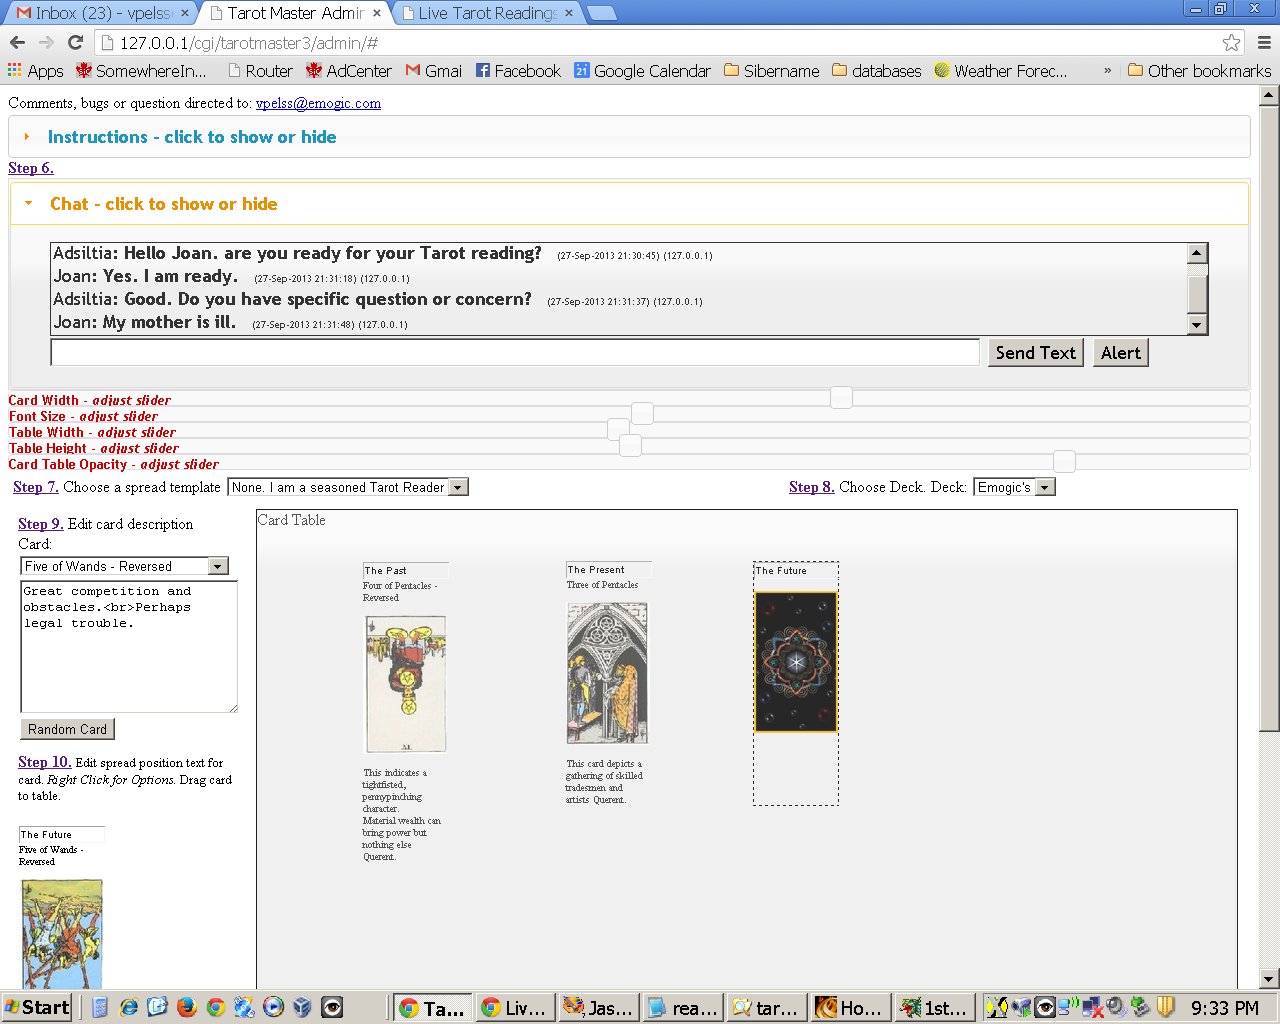 Inbox (23) - vpelss
Tarot Master Admin
Live Tarot Readings
127.0.0.1/cgi/tarotmaster3/admin/#
Apps SomewhereIn... Router AdCenter Gmai Facebook Google Calendar Sibername databases Weather Forec... » Other bookmarks
Comments, bugs or question directed to: vpelss@emogic.com
Instructions - click to show or hide
Step 6.
Chat - click to show or hide
Adsiltia: Hello Joan. are you ready for your Tarot reading? (27-Sep-2013 21:30:45) (127.0.0.1)
Joan: Yes. I am ready. (27-Sep-2013 21:31:18) (127.0.0.1)
Adsiltia: Good. Do you have specific question or concern? (27-Sep-2013 21:31:37) (127.0.0.1)
Joan: My mother is ill. (27-Sep-2013 21:31:48) (127.0.0.1)
Send Text Alert
Card Width - adjust slider
Font Size - adjust slider
Table Width - adjust slider
Table Height - adjust slider
Card Table Opacity - adjust slider
Step 7. Choose a spread template None. I am a seasoned Tarot Reader
Step 8. Choose Deck. Deck: Emogic's
Step 9. Edit card description
Card:
Five of Wands - Reversed
Great competition and
obstacles.<br>Perhaps
legal trouble.
Random Card
Step 10. Edit spread position text for
card. Right Click for Options. Drag card
to table.
The Future
Five of Wands -
Reversed
Card Table
The Past
Four of Pentacles -
Reversed
IV
This indicates a
tightfisted,
pennypinching
character.
Material wealth can
bring power but
nothing else
Querent.
The Present
Three of Pentacles
This card depicts a
gathering of skilled
tradesmen and
artists Querent.
The Future
Start Ta... Liv... Jas... rea... tar... Ho... 1st... 9:33 PM